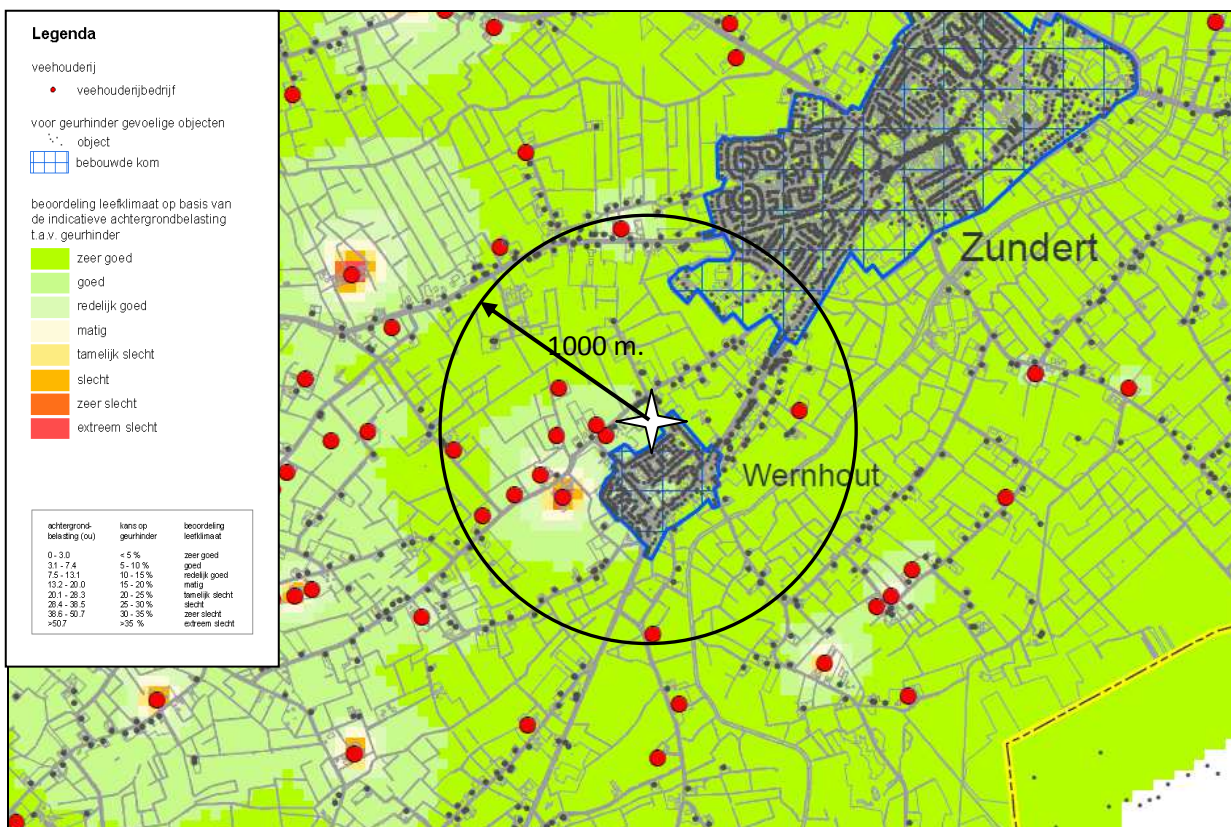 Legenda
veehouderij
veehouderijbedrijf
voor geurhinder gevoelige objecten
object
bebouwde kom
beoordeling leefklimaat op basis van
de indicatieve achtergrondbelasting
t.a.v. geurhinder
zeer goed
goed
redelijk goed
matig
tamelijk slecht
slecht
zeer slecht
extreem slecht
achtergrond- kans op beoordeling
belasting (ou) geurhinder leefklimaat
0 - 3.0 < 5 % zeer goed
3.1 - 7.4 5 - 10 % goed
7.5 - 13.1 10 - 15 % redelijk goed
13.2 - 20.0 15 - 20 % matig
20.1 - 28.3 20 - 25 % tamelijk slecht
28.4 - 38.5 25 - 30 % slecht
38.6 - 50.7 30 - 35 % zeer slecht
>50.7 >35 % extreem slecht
Zundert
1000 m.
Wernhout